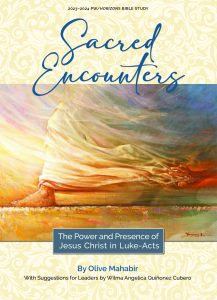 2023–2024 PW/HORIZONS BIBLE STUDY
Sacred
Encounters
The Power and Presence of
Jesus Christ in Luke-Acts
By Olive Mahabir
With Suggestions for Leaders by Wilma Angelica Quiñonez Cubero